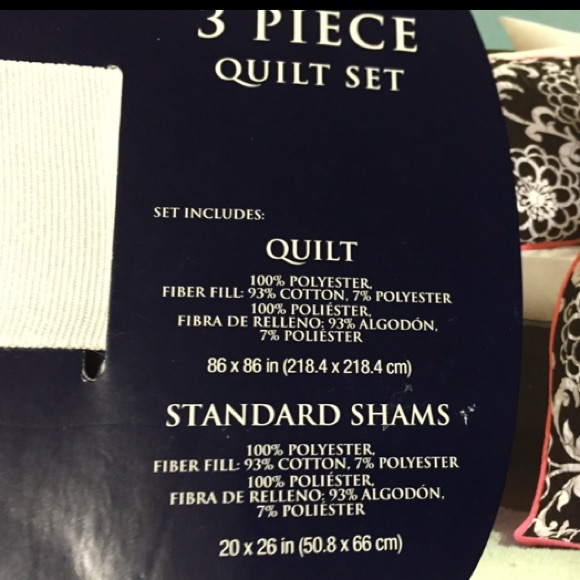 3 PIECE
QUILT SET
SET INCLUDES:
QUILT
100% POLYESTER,
FIBER FILL: 93% COTTON, 7% POLYESTER
100% POLIÉSTER,
FIBRA DE RELLENO: 93% ALGODÓN,
7% POLIÉSTER
86 x 86 in (218.4 x 218.4 cm)
STANDARD SHAMS
100% POLYESTER,
FIBER FILL: 93% COTTON, 7% POLYESTER
100% POLIÉSTER,
FIBRA DE RELLENO: 93% ALGODÓN,
7% POLIÉSTER
20 x 26 in (50.8 x 66 cm)